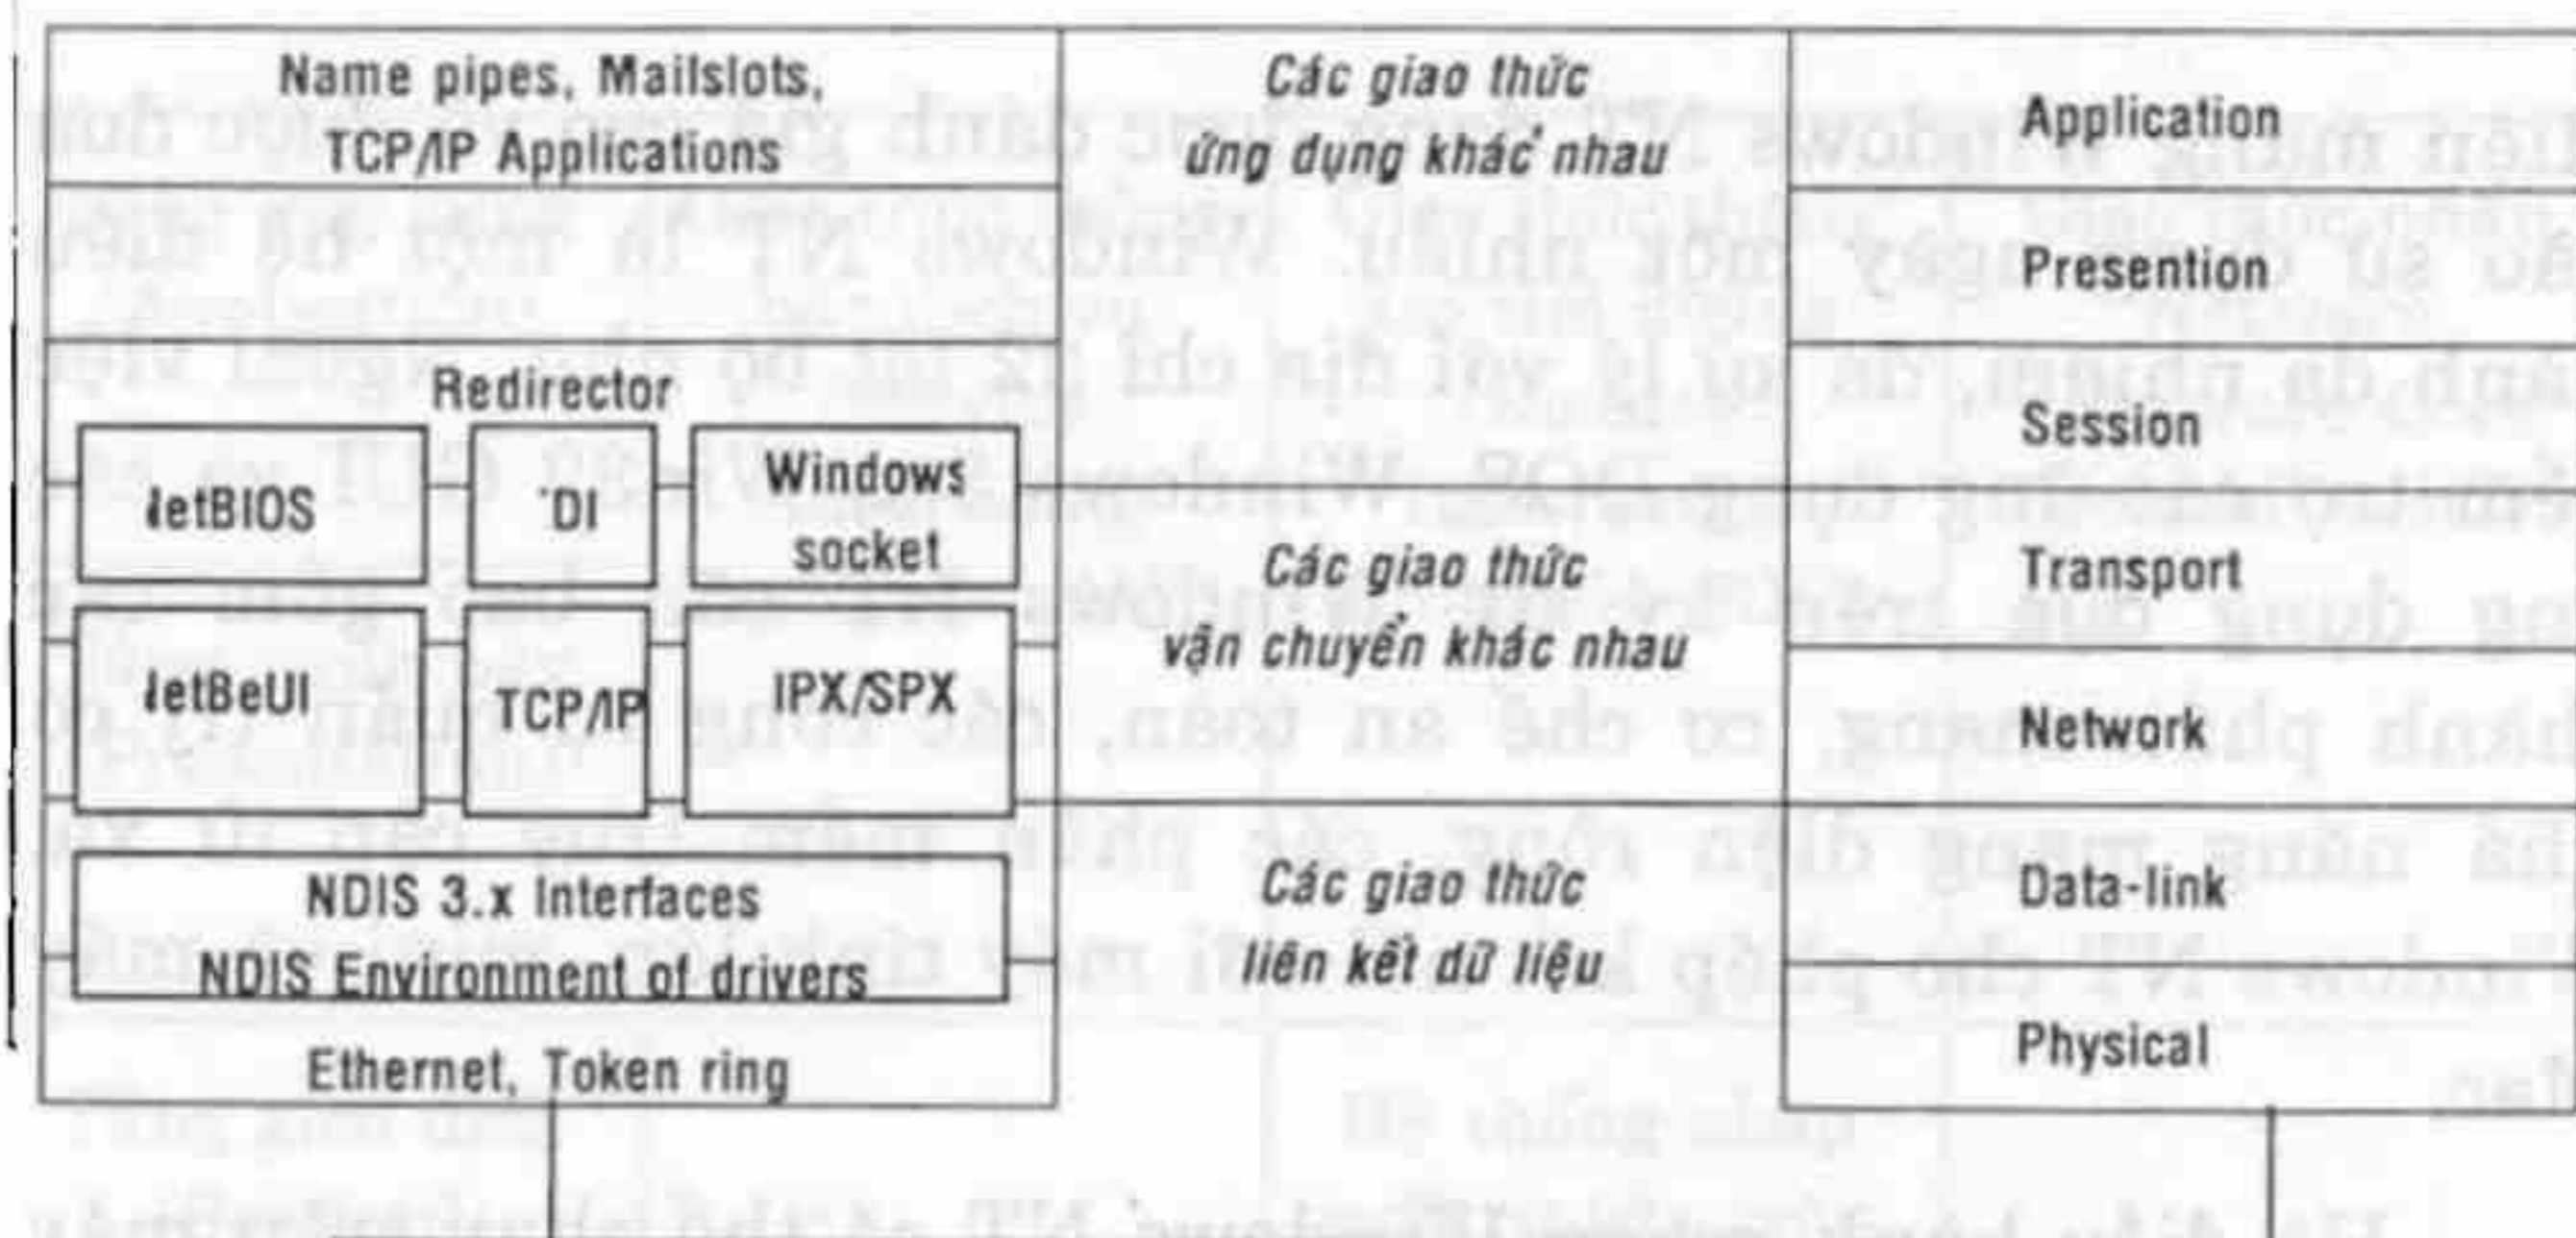 Name pipes, Mailslots,
TCP/IP Applications
Redirector
etBIOS
DI
Windows
socket
etBeUI
TCP/IP
IPX/SPX
NDIS 3.x Interfaces
NDIS Environment of drivers
Ethernet, Token ring
Các giao thức
ứng dụng khác nhau
Các giao thức
vận chuyển khác nhau
Các giao thức
liên kết dữ liệu
Application
Presention
Session
Transport
Network
Data-link
Physical